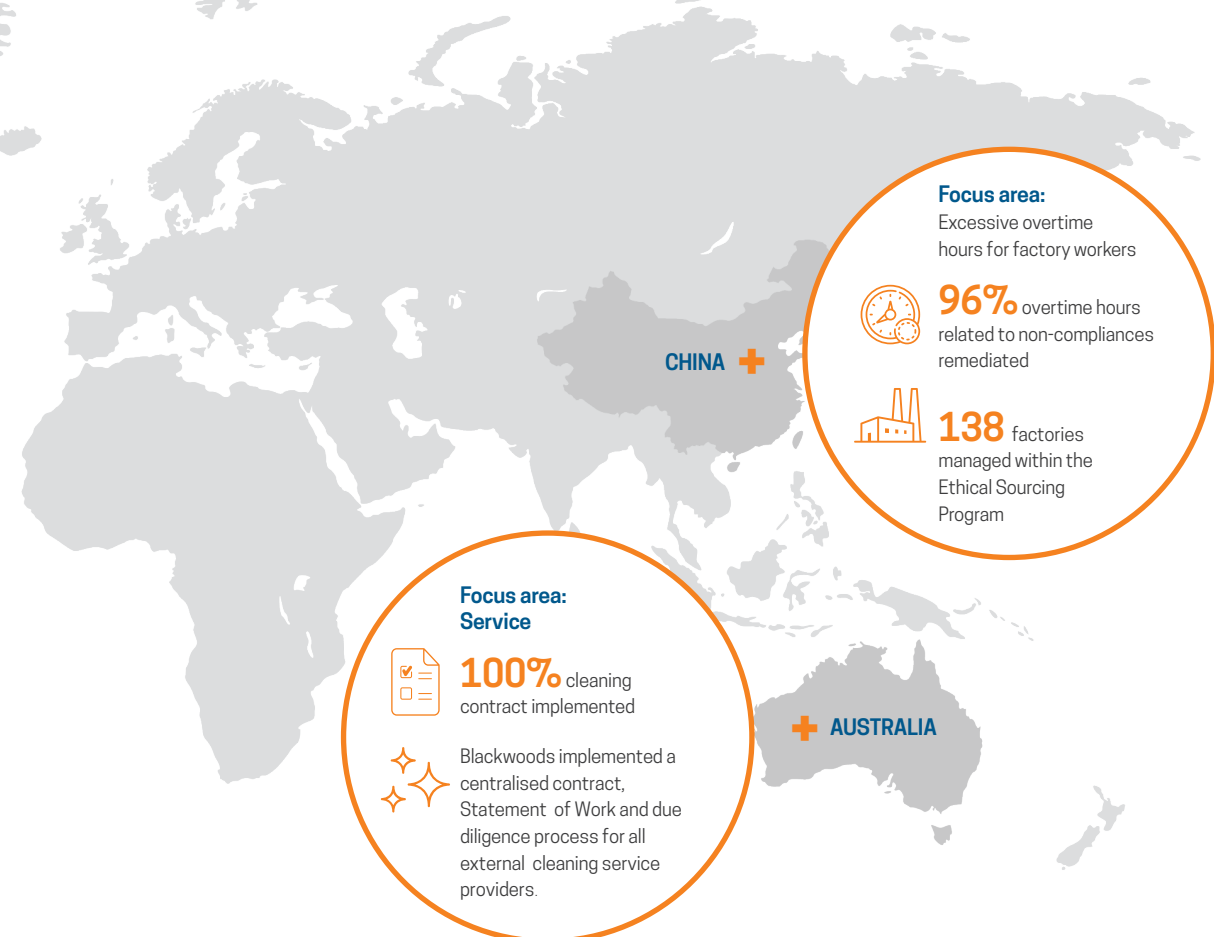 Focus area:
Excessive overtime
hours for factory workers
96% overtime hours
related to non-compliances
remediated
138 factories
managed within the
Ethical Sourcing
Program
CHINA
Focus area:
Service
100% cleaning
contract implemented
Blackwoods implemented a
centralised contract,
Statement of Work and due
diligence process for all
external cleaning service
providers.
AUSTRALIA